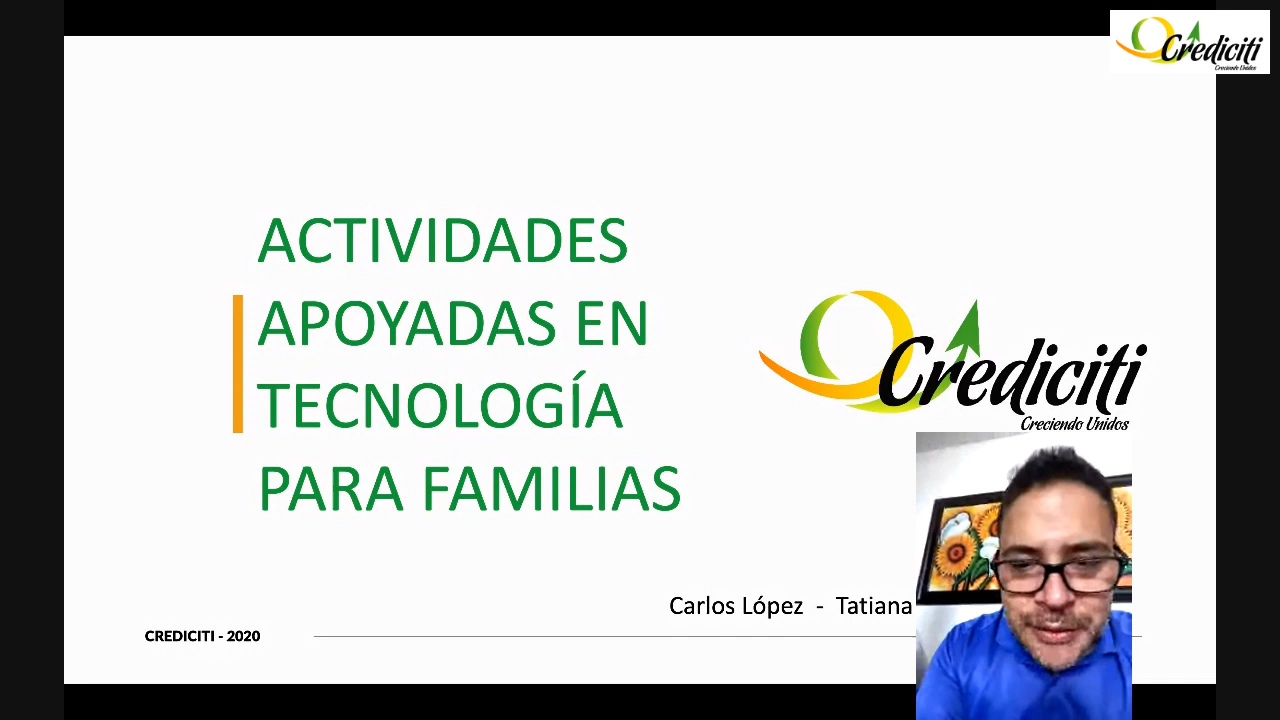 Crediciti
Creciendo Unidos
ACTIVIDADES
APOYADAS EN
TECNOLOGÍA
PARA FAMILIAS
Crediciti
Creciendo Unidos
Carlos López - Tatiana
CREDICITI - 2020